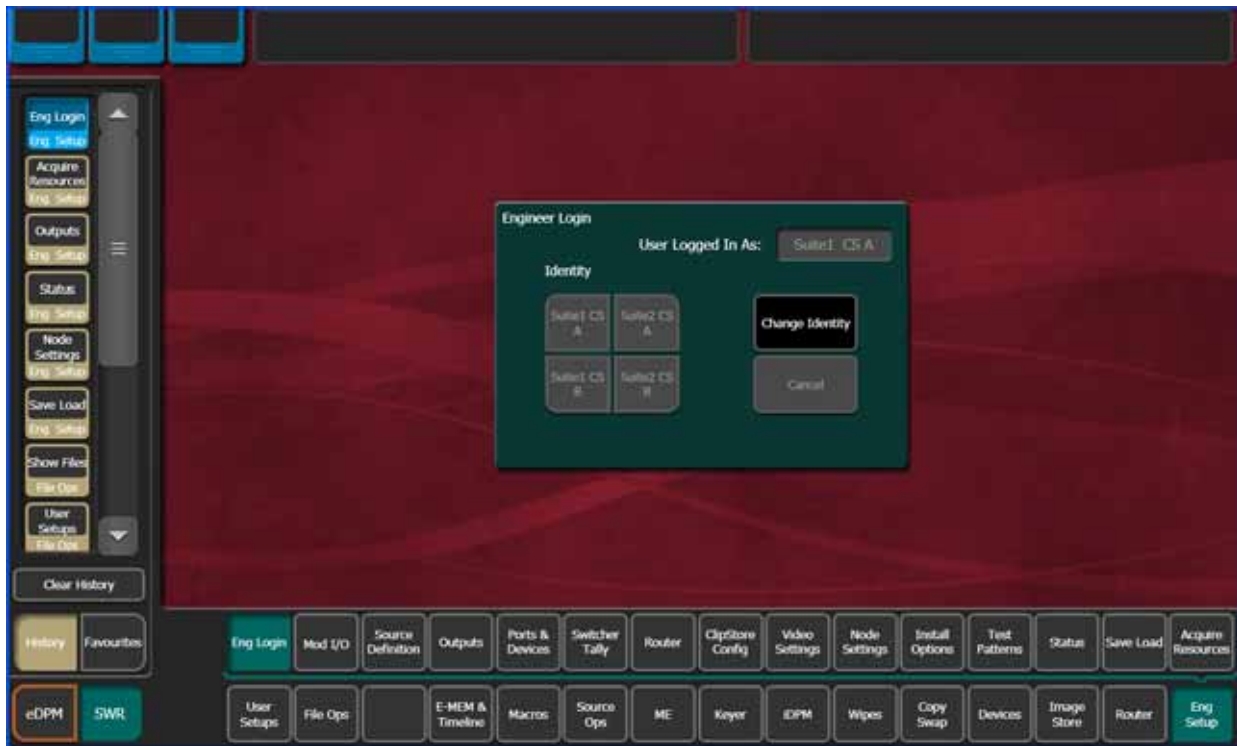 Eng Login
Eng Setup
Acquire
Resources
Eng Setup
Outputs
Eng Setup
Status
Eng Setup
Node
Settings
Eng Setup
Save Load
Eng Setup
Show Files
File Ops
User
Setups
File Ops
Clear History
History
Favourites
Engineer Login
User Logged In As:
Suite1 CS A
Identity
Suite1 CS
A
Suite2 CS
A
Suite1 CS
B
Suite2 CS
B
Change Identity
Cancel
Eng Login
Mod I/O
Source
Definition
Outputs
Ports &
Devices
Switcher
Tally
Router
ClipStore
Config
Video
Settings
Node
Settings
Install
Options
Test
Patterns
Status
Save Load
Acquire
Resources
eDPM
SWR
User
Setups
File Ops
E-MEM &
Timeline
Macros
Source
Ops
ME
Keyer
iDPM
Wipes
Copy
Swap
Devices
Image
Store
Router
Eng
Setup